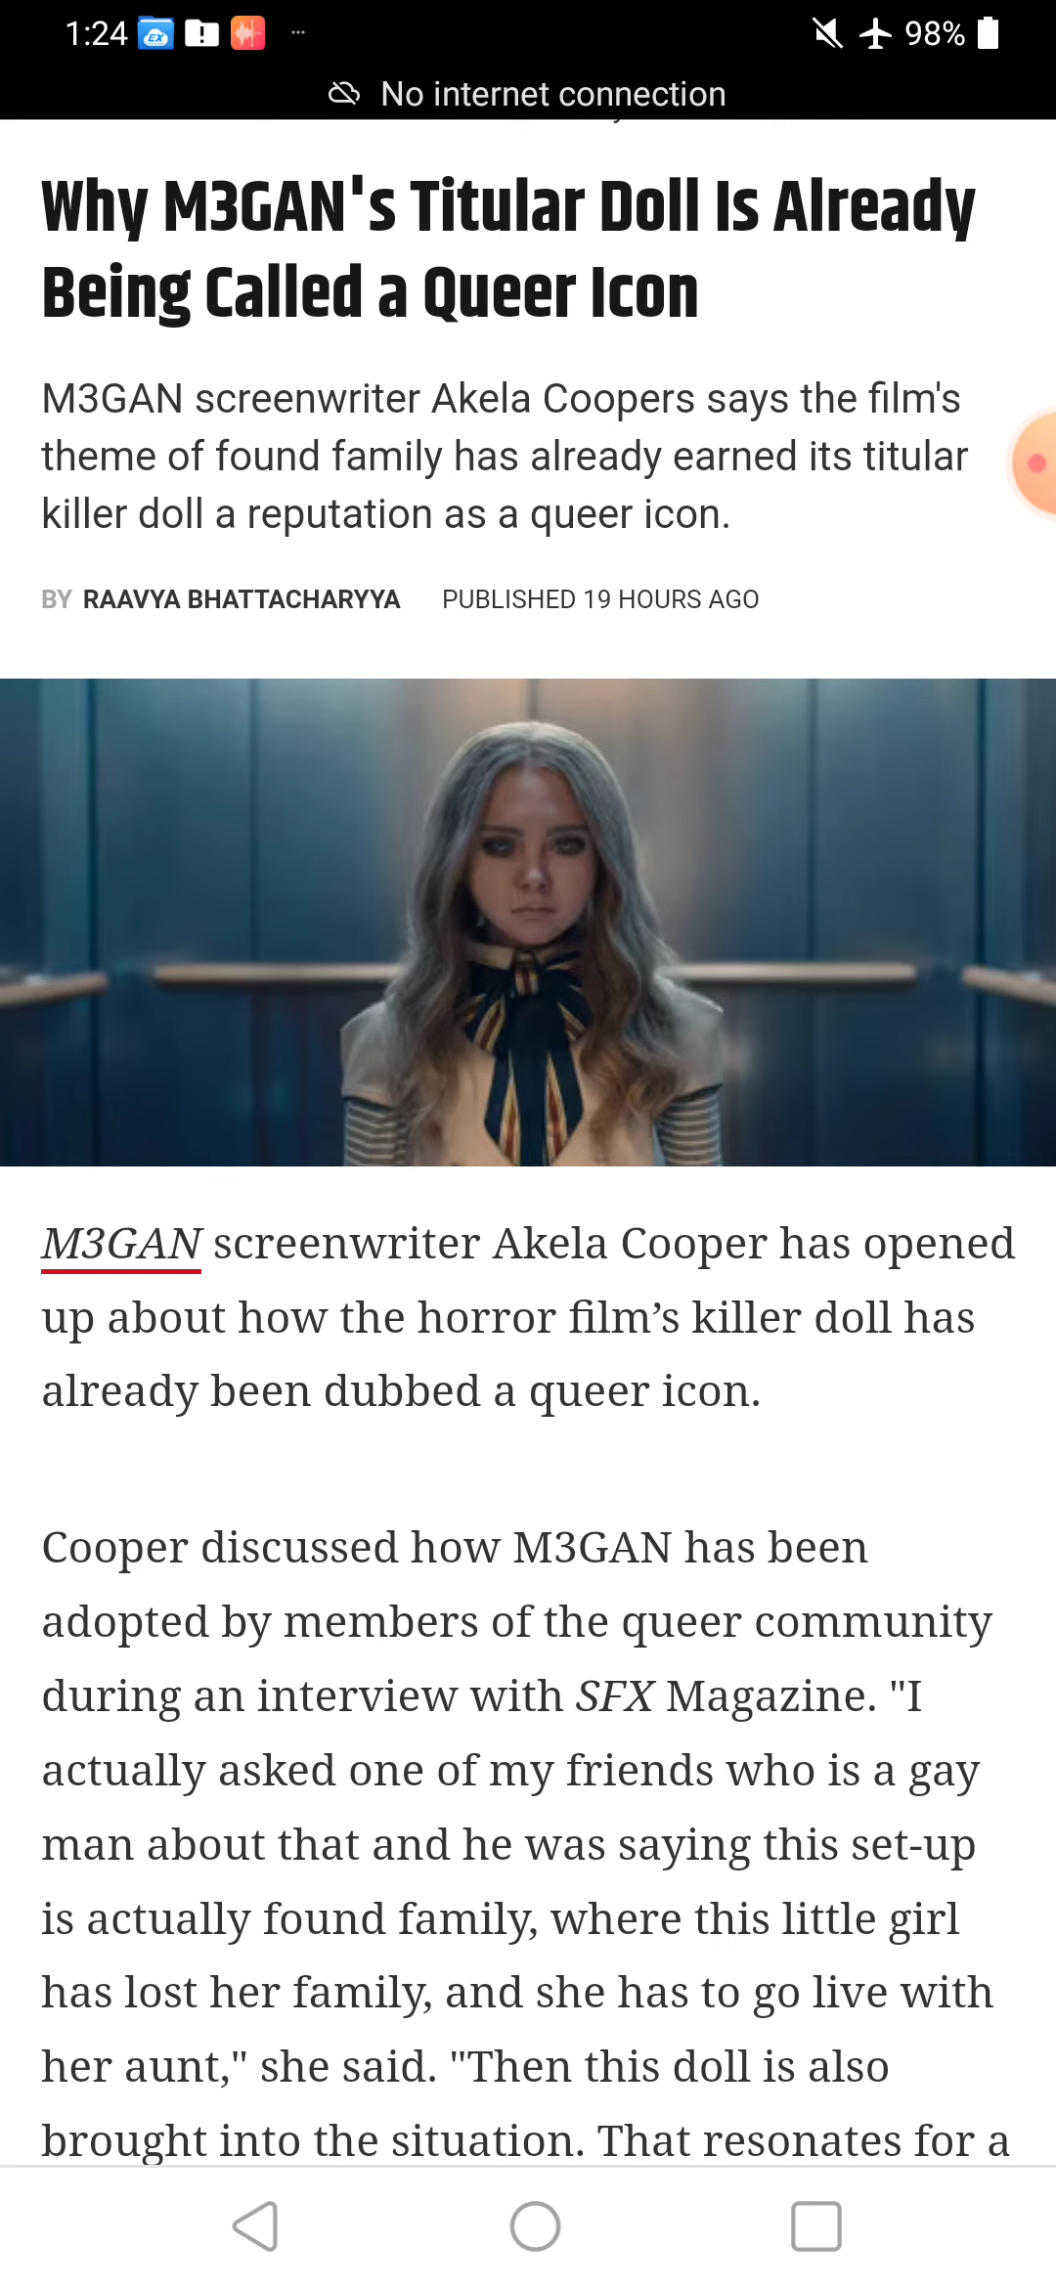 1:24
98%
No internet connection
Why M3GAN's Titular Doll Is Already
Being Called a Queer Icon
M3GAN screenwriter Akela Coopers says the film's
theme of found family has already earned its titular
killer doll a reputation as a queer icon.
BY RAAVYA BHATTACHARYYA PUBLISHED 19 HOURS AGO
M3GAN screenwriter Akela Cooper has opened
up about how the horror film’s killer doll has
already been dubbed a queer icon.
Cooper discussed how M3GAN has been
adopted by members of the queer community
during an interview with SFX Magazine. "I
actually asked one of my friends who is a gay
man about that and he was saying this set-up
is actually found family, where this little girl
has lost her family, and she has to go live with
her aunt," she said. "Then this doll is also
brought into the situation. That resonates for a